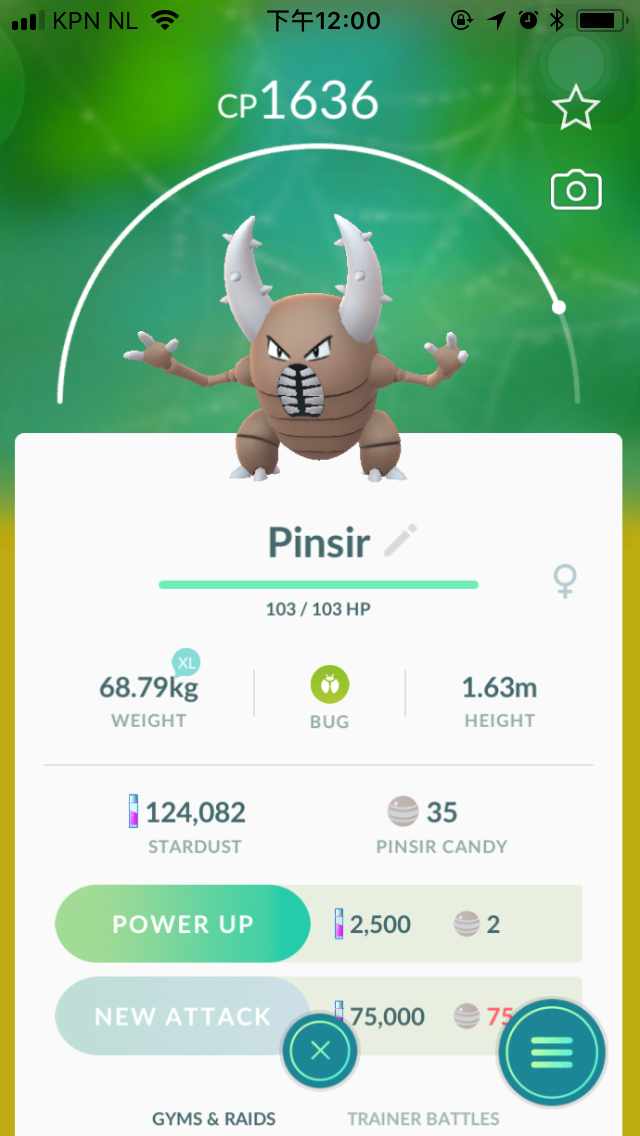 KPN NL 下午12:00
CP1636
Pinsir
103 / 103 HP
XL
68.79kg 1.63m
WEIGHT BUG HEIGHT
124,082 35
STARDUST PINSIR CANDY
POWER UP 2,500 2
NEW ATTACK 75,000 75
GYMS & RAIDS TRAINER BATTLES